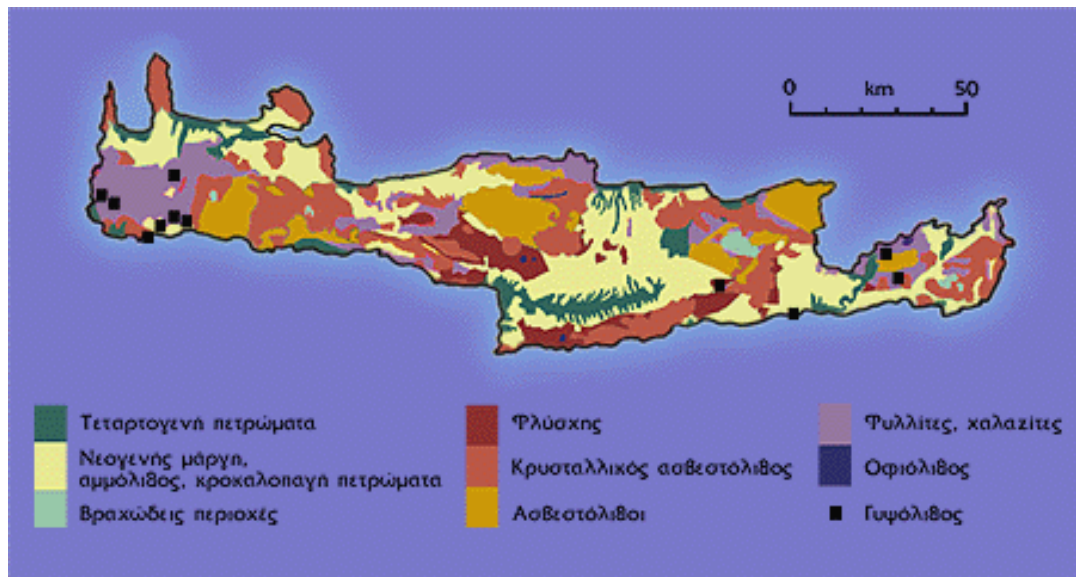 0 km 50
Τεταρτογενή πετρώματα
Νεογενής μάργη,
αμμόλιθος, κροκαλοπαγή πετρώματα
Βραχώδεις περιοχές
Φλύσχης
Κρυσταλλικός ασβεστόλιθος
Ασβεστόλιθοι
Φυλλίτες, χαλαζίτες
Οφιόλιθος
Γυψόλιθος